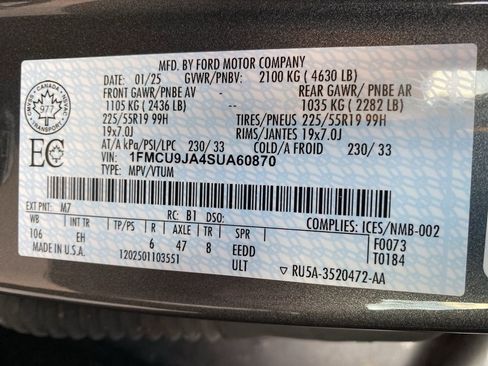 MFD. BY FORD MOTOR COMPANY
DATE: 01/25 GVWR/PNBV: 2100 KG ( 4630 LB)
FRONT GAWR/PNBE AV REAR GAWR/ PNBE AR
1105 KG ( 2436 LB) -- 1035 KG ( 2282 LB)
225/55R19 99H TIRES/PNEUS 225/55R19 99H
19x7.0J RIMS/JANTES 19x7.0J
AT/A kPa/PSI/LPC 230/ 33 COLD/A FROID 230/ 33
VIN: 1FMCU9JA4SUA60870
TYPE: MPV/VTUM
CANADA
977
TRANSPORT
EC
EXT PNT: M7 RC: B1 DSO: COMPLIES: ICES/NMB-002
WB INT TR TP/PS R AXLE TR SPR F0073
106 EH 6 47 8 EEDD T0184
MADE IN U.S.A. 1202501103551 ULT ▽ RU5A-3520472-AA